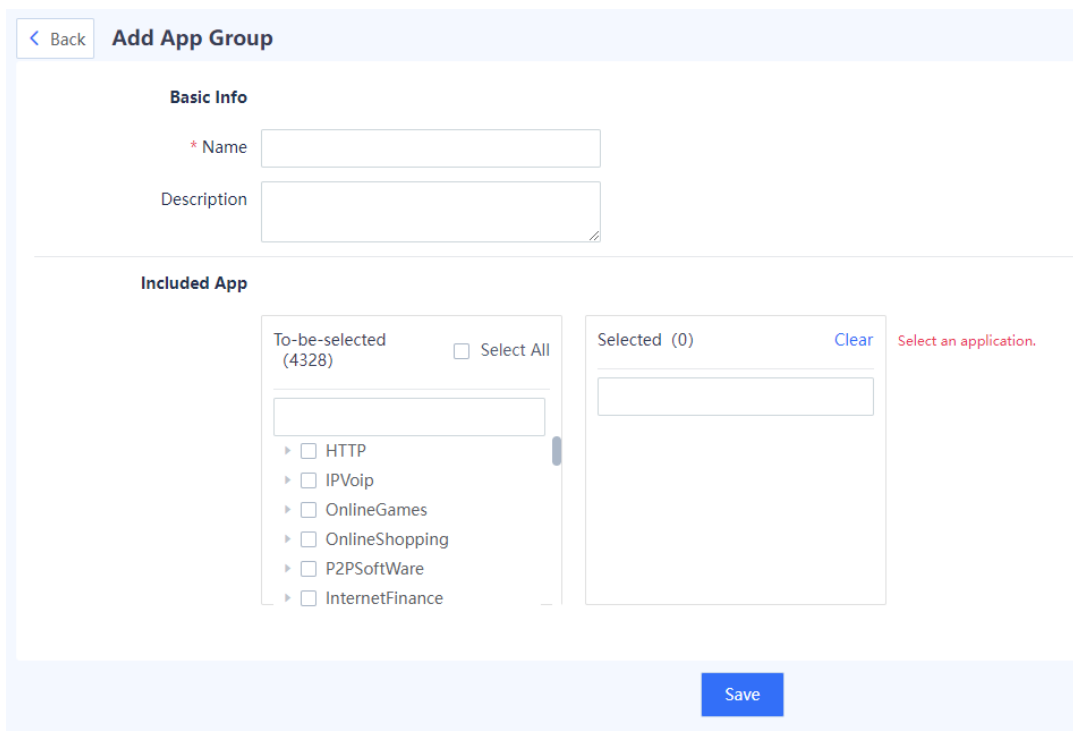 Back
Add App Group
Basic Info
* Name
Description
Included App
To-be-selected
(4328)
Select All
HTTP
IPVoip
OnlineGames
OnlineShopping
P2PSoftWare
InternetFinance
Selected (0)
Clear
Select an application.
Save